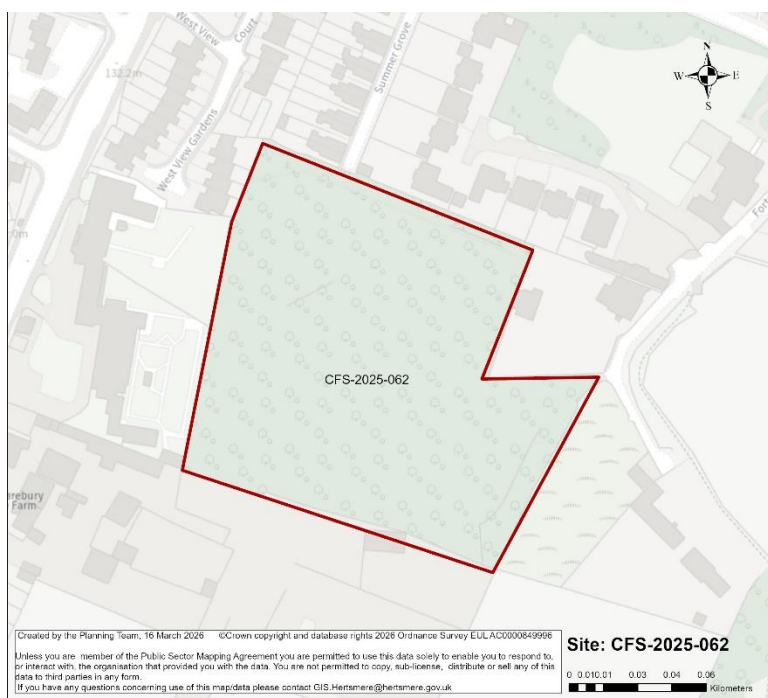 West View
Court
Summer Grove
132.2m
N
W E
S
West View Gardens
CFS-2025-062
Farm
Created by the Planning Team, 16 March 2026 ©Crown copyright and database rights 2026 Ordnance Survey EUL AC0000849996
Unless you are member of the Public Sector Mapping Agreement you are permitted to use this data solely to enable you to respond to,
or interact with, the organisation that provided you with the data. You are not permitted to copy, sub-license, distribute or sell any of this
data to third parties in any form.
If you have any questions concerning use of this map/data please contact GIS.Hertsmere@hertsmere.gov.uk
Site: CFS-2025-062
0 0.010.01 0.03 0.04 0.06
Kilometers